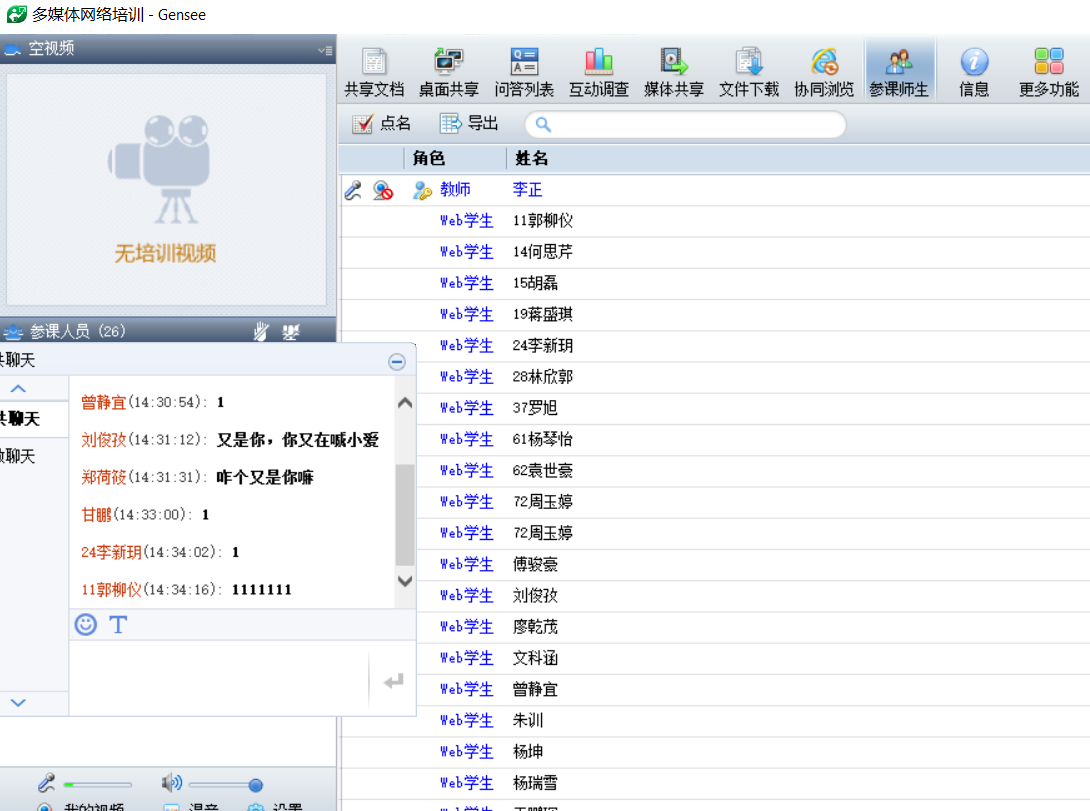 多媒体网络培训 - Gensee
空视频
无培训视频
共享文档 桌面共享 问答列表 互动调查 媒体共享 文件下载 协同浏览 参课师生 信息 更多功能
点名 导出
角色 姓名
教师 李正
Web学生 11郭柳仪
Web学生 14何思芹
Web学生 15胡磊
Web学生 19蒋盛琪
Web学生 24李新玥
Web学生 28林欣郭
Web学生 37罗旭
Web学生 61杨琴怡
Web学生 62袁世豪
Web学生 72周玉婷
Web学生 72周玉婷
Web学生 傅骏豪
Web学生 刘俊孜
Web学生 廖乾茂
Web学生 文科涵
Web学生 曾静宜
Web学生 朱训
Web学生 杨坤
Web学生 杨瑞雪
参课人员 (26)
共聊天
共聊天
聊天
曾静宜(14:30:54): 1
刘俊孜(14:31:12): 又是你，你又在喊小爱
郑荷筱(14:31:31): 咋个又是你嘛
甘鹏(14:33:00): 1
24李新玥(14:34:02): 1
11郭柳仪(14:34:16): 1111111
T
我的视频 混音 设置